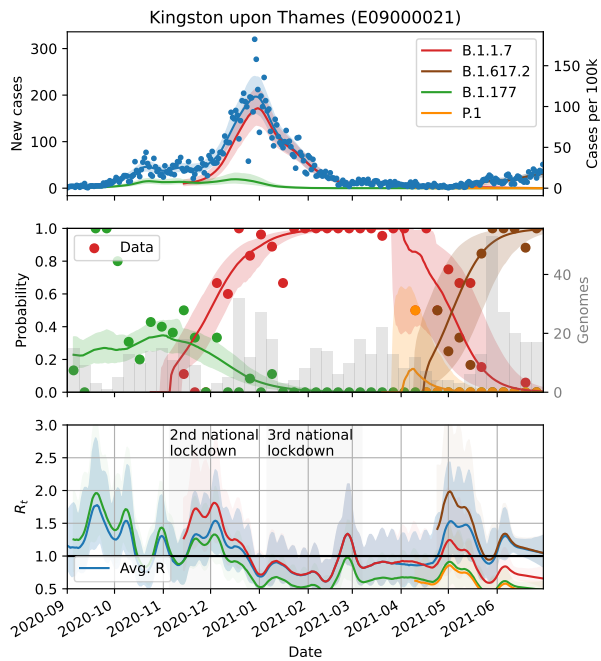 Kingston upon Thames (E09000021)
New cases
300
200
100
0
B.1.1.7
B.1.617.2
B.1.177
P.1
150
100
50
0
Cases per 100k
Probability
1.0
0.8
0.6
0.4
0.2
0.0
Data
40
20
0
Genomes
R_t
3.0
2.5
2.0
1.5
1.0
0.5
2nd national
lockdown
3rd national
lockdown
Avg. R
2020-09
2020-10
2020-11
2020-12
2021-01
2021-02
2021-03
2021-04
2021-05
2021-06
Date